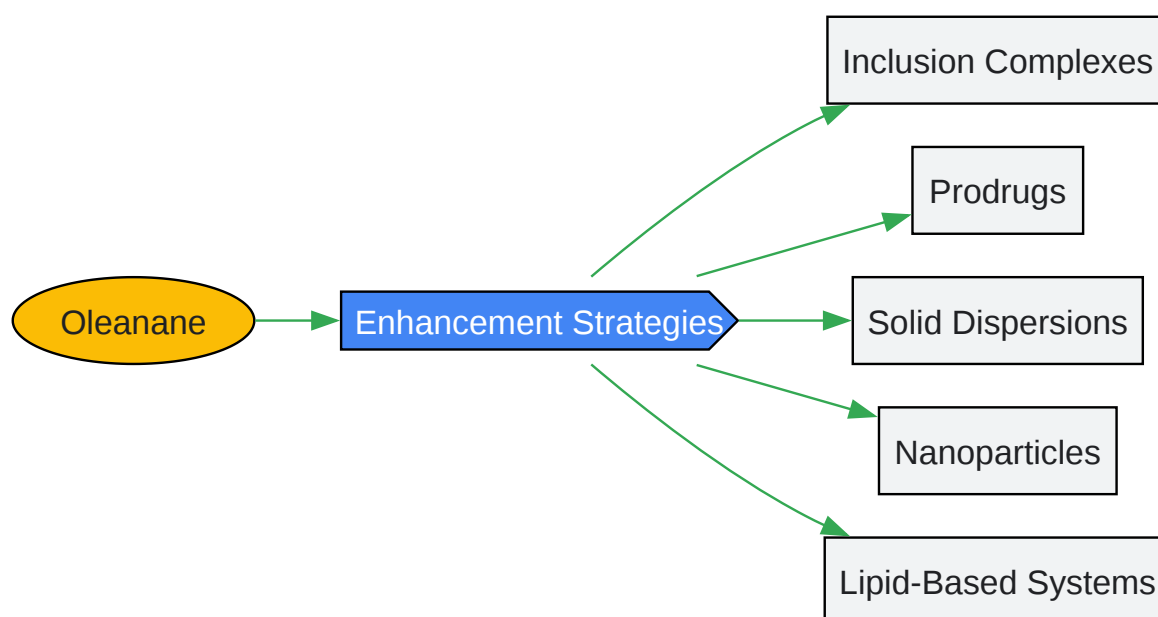 Inclusion Complexes
Prodrugs
Oleanane
Enhancement Strategies
Solid Dispersions
Nanoparticles
Lipid-Based Systems